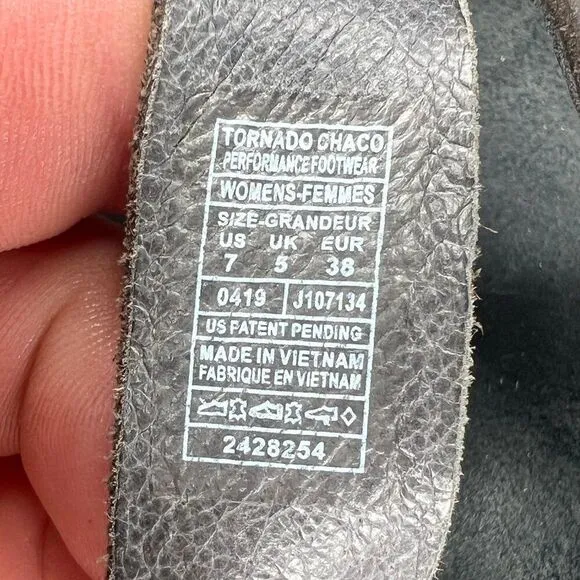 TORNADO CHACO
PERFORMANCE FOOTWEAR
WOMENS-FEMMES
SIZE-GRANDEUR
US UK EUR
7 5 38
0419 J107134
US PATENT PENDING
MADE IN VIETNAM
FABRIQUE EN VIETNAM
2428254